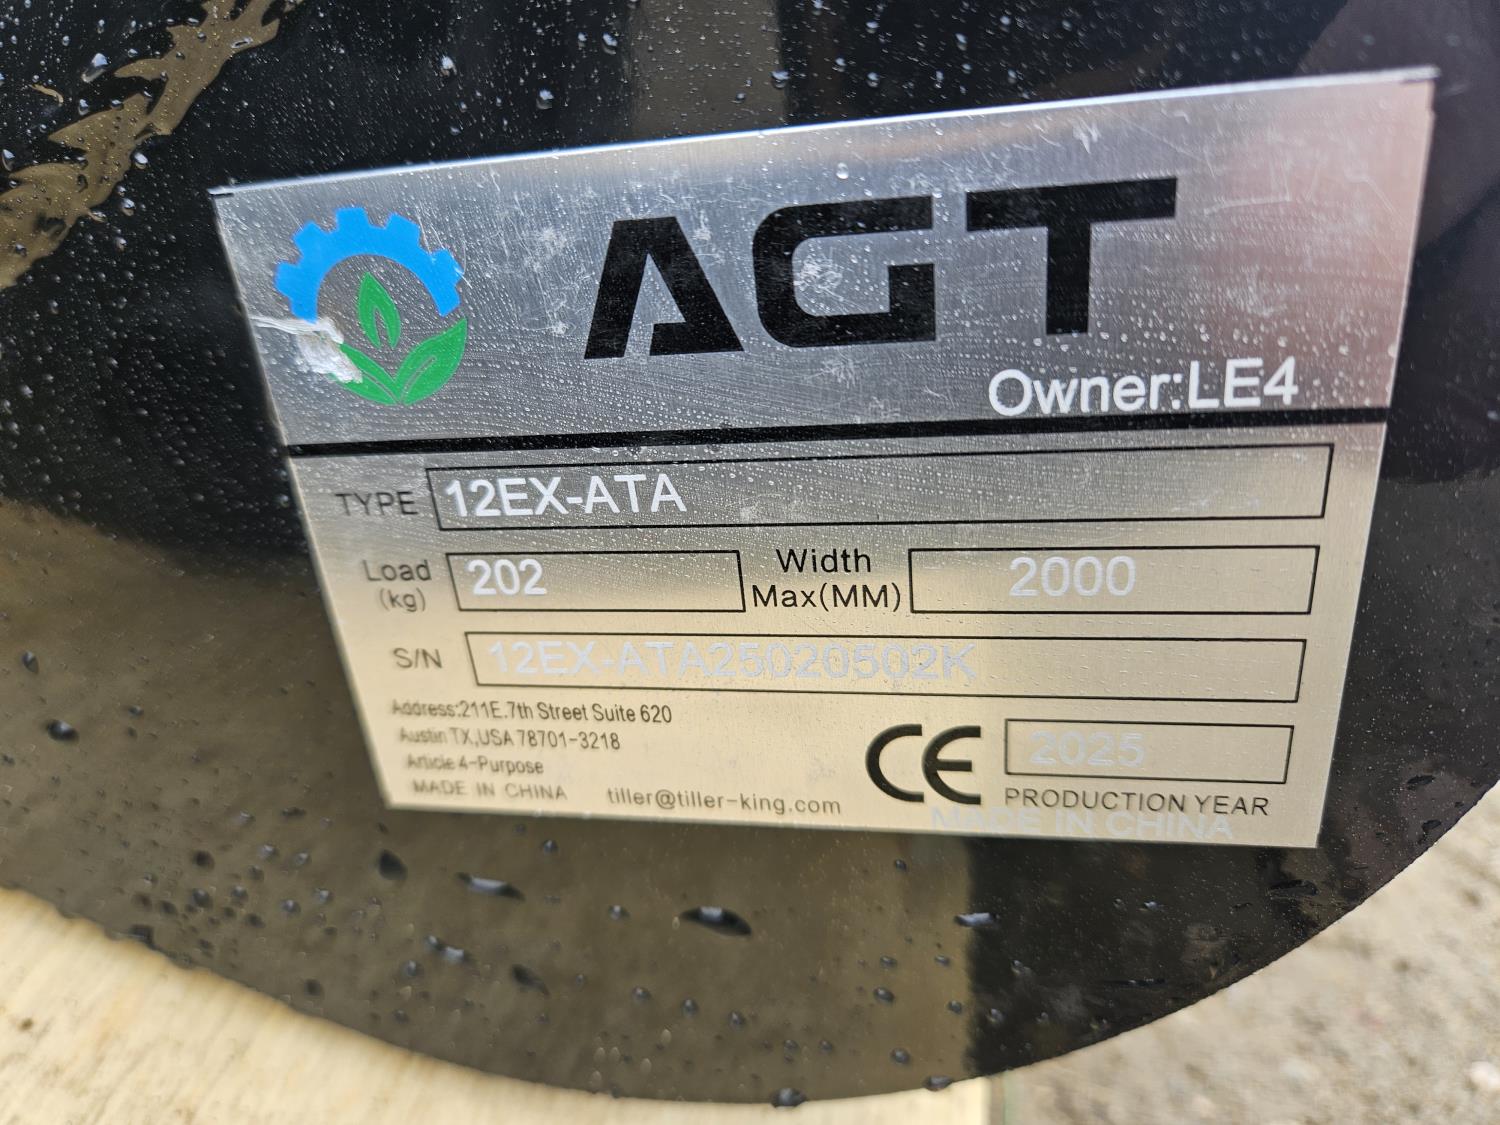 AGT
Owner:LE4
TYPE 12EX-ATA
Load (kg) 202 Width Max(MM) 2000
S/N 12EX-ATA25020502K
Address:211E.7th Street Suite 620
Austin TX,USA 78701-3218
Article 4-Purpose
MADE IN CHINA tiller@tiller-king.com
CE 2025
PRODUCTION YEAR
MADE IN CHINA